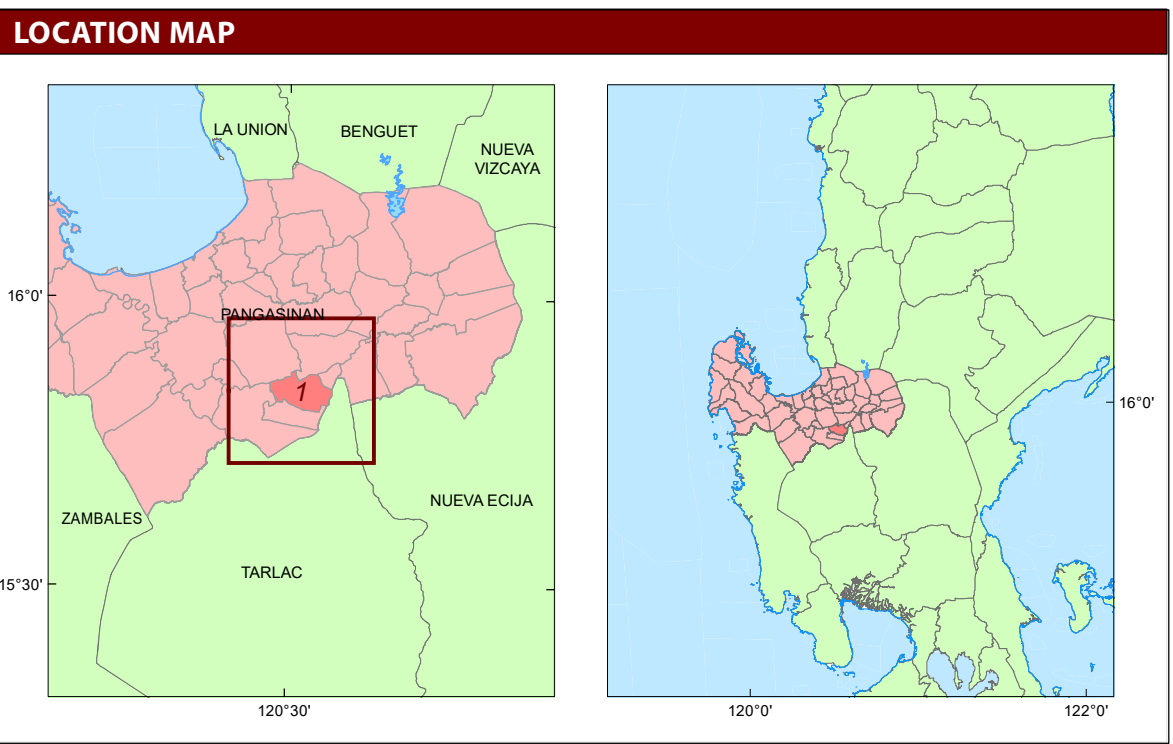 LOCATION MAP
LA UNION
BENGUET
NUEVA
VIZCAYA
16°0'
PANGASINAN
1
NUEVA ECIJA
ZAMBALES
TARLAC
15°30'
120°30'
16°0'
120°0'
122°0'